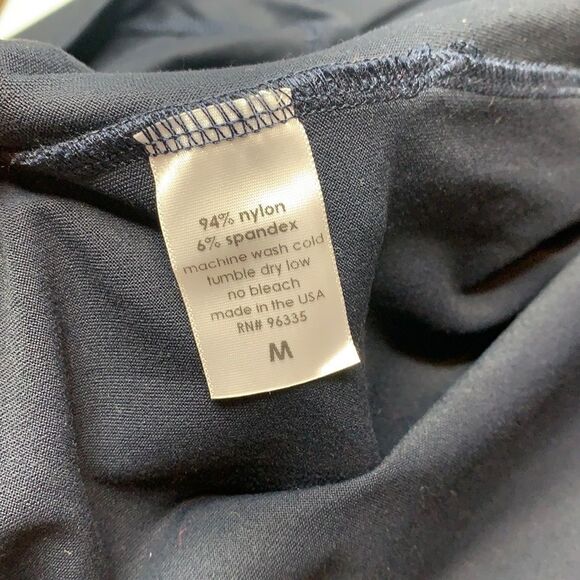 94% nylon
6% spandex
machine wash cold
tumble dry low
no bleach
made in the USA
RN# 96335
M